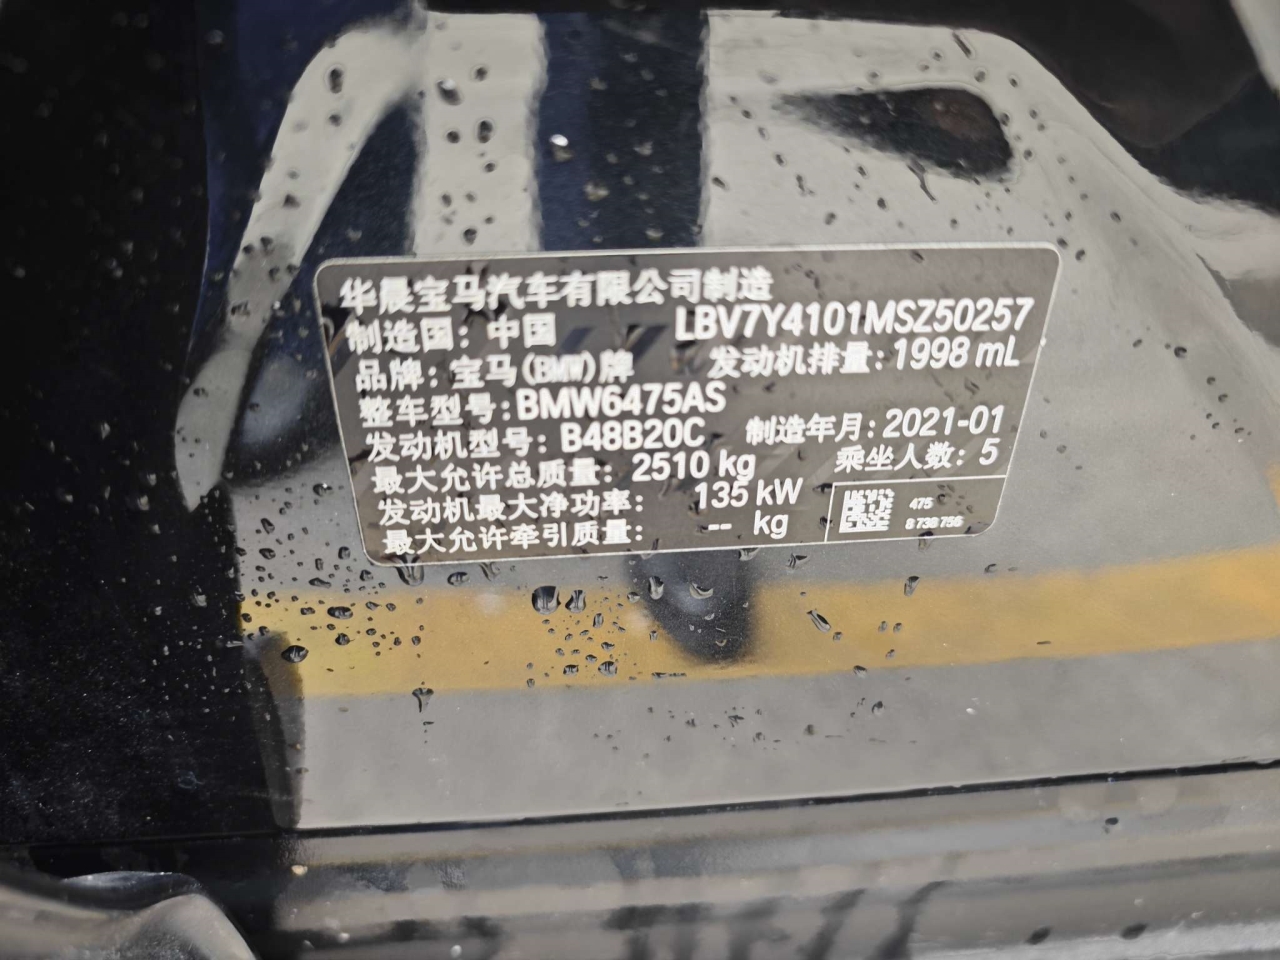 华晨宝马汽车有限公司制造
制造国：中国 LBV7Y4101MSZ50257
品牌：宝马(BMW)牌 发动机排量：1998 mL
整车型号：BMW6475AS
发动机型号：B48B20C 制造年月：2021-01
最大允许总质量：2510 kg 乘坐人数：5
发动机最大净功率：135 kW
最大允许牵引质量：-- kg
475
8 738 756